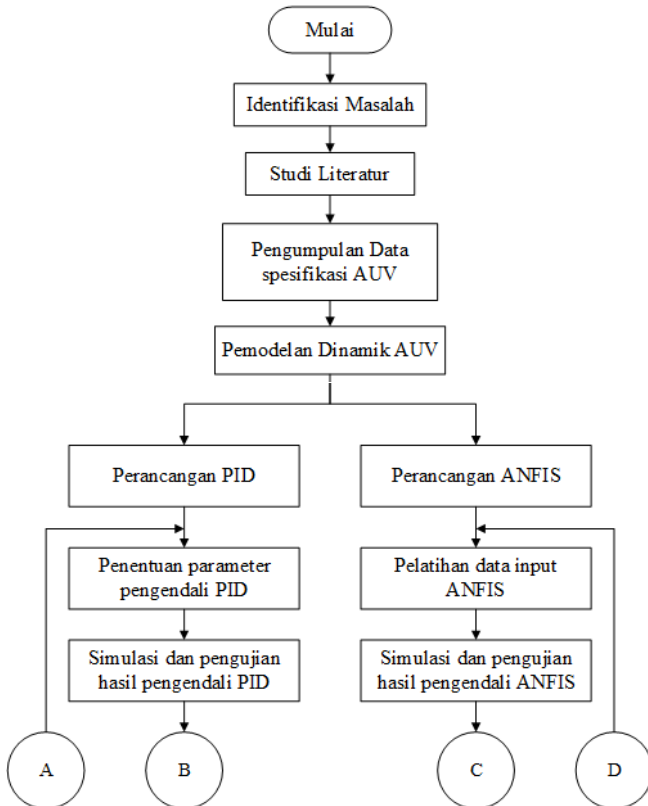 Mulai
Identifikasi Masalah
Studi Literatur
Pengumpulan Data
spesifikasi AUV
Pemodelan Dinamik AUV
Perancangan PID
Perancangan ANFIS
Penentuan parameter
pengendali PID
Pelatihan data input
ANFIS
Simulasi dan pengujian
hasil pengendali PID
Simulasi dan pengujian
hasil pengendali ANFIS
A
B
C
D